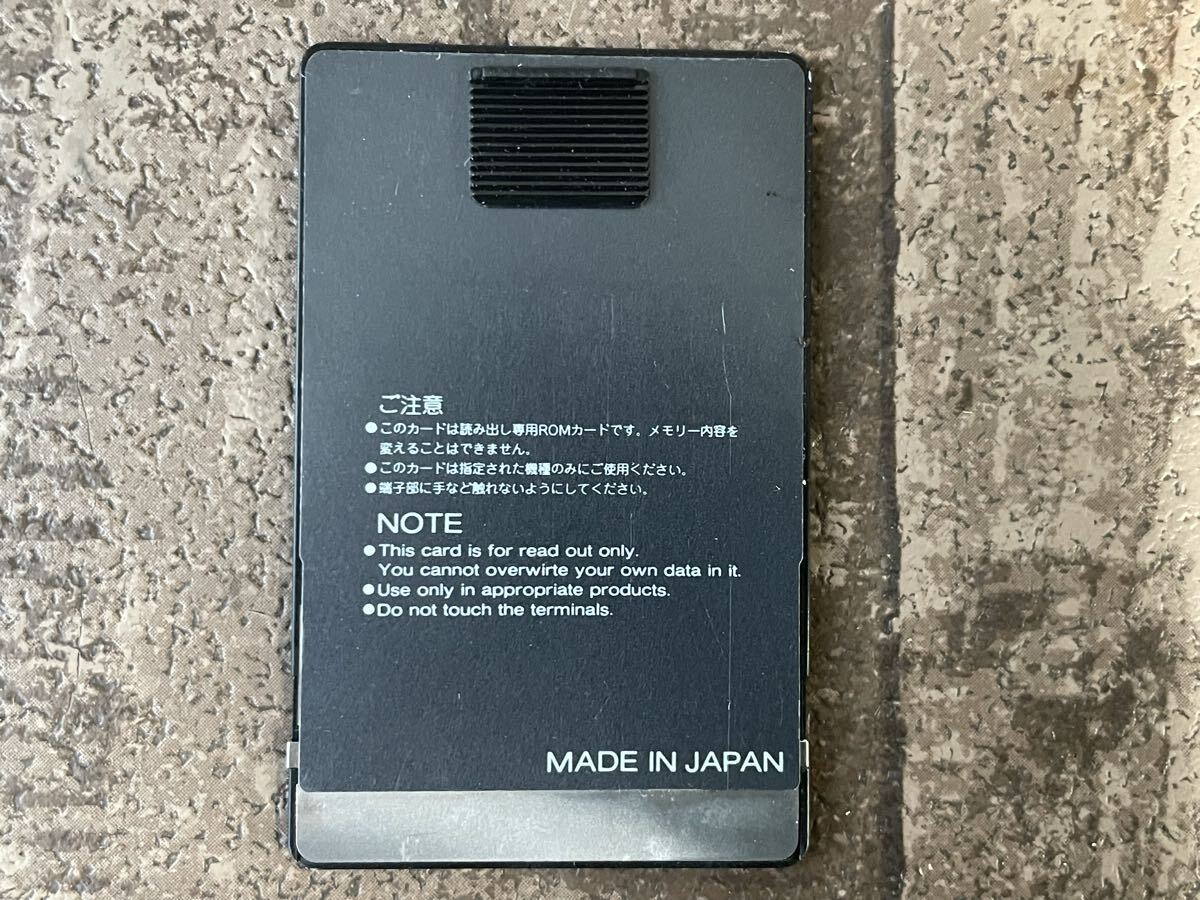 ご注意
●このカードは読み出し専用ROMカードです。メモリー内容を
変えることはできません。
●このカードは指定された機種のみにご使用ください。
●端子部に手など触れないようにしてください。
NOTE
●This card is for read out only.
You cannot overwirte your own data in it.
●Use only in appropriate products.
●Do not touch the terminals.
MADE IN JAPAN